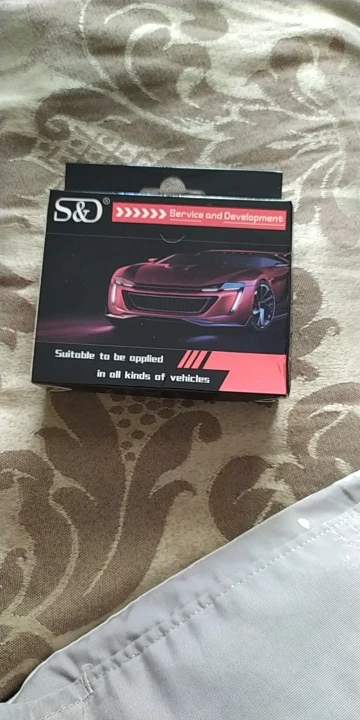 S&D® »»»» Service and Development
Suitable to be applied
in all kinds of vehicles